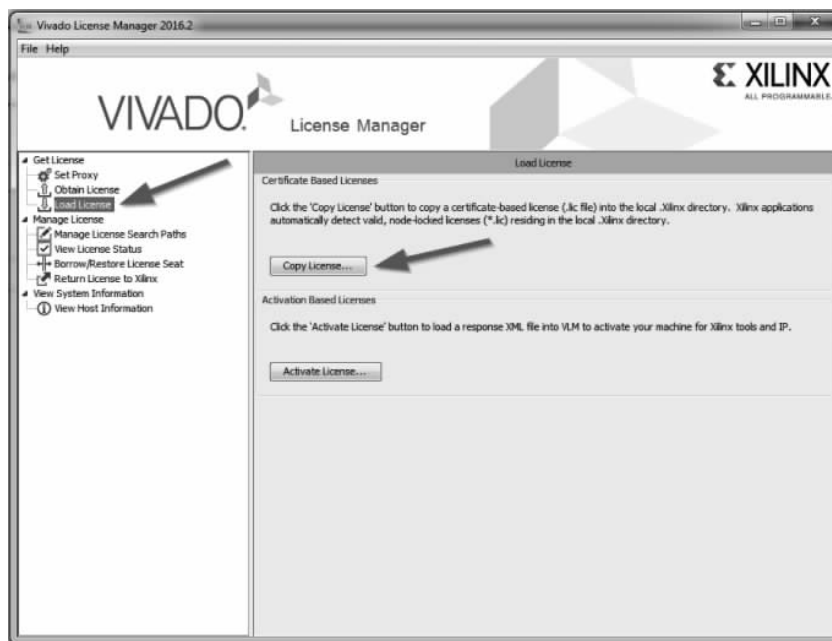 Vivado License Manager 2016.2
File Help
VIVADO.
License Manager
XILINX
ALL PROGRAMMABLE.
Get License
Set Proxy
Obtain License
Load License
Manage License
Manage License Search Paths
View License Status
Borrow/Restore License Seat
Return License to Xilinx
View System Information
View Host Information
Load License
Certificate Based Licenses
Click the 'Copy License' button to copy a certificate-based license (.lic file) into the local .Xilinx directory. Xilinx applications
automatically detect valid, node-locked licenses (*.lic) residing in the local .Xilinx directory.
Copy License...
Activation Based Licenses
Click the 'Activate License' button to load a response XML file into VLM to activate your machine for Xilinx tools and IP.
Activate License...